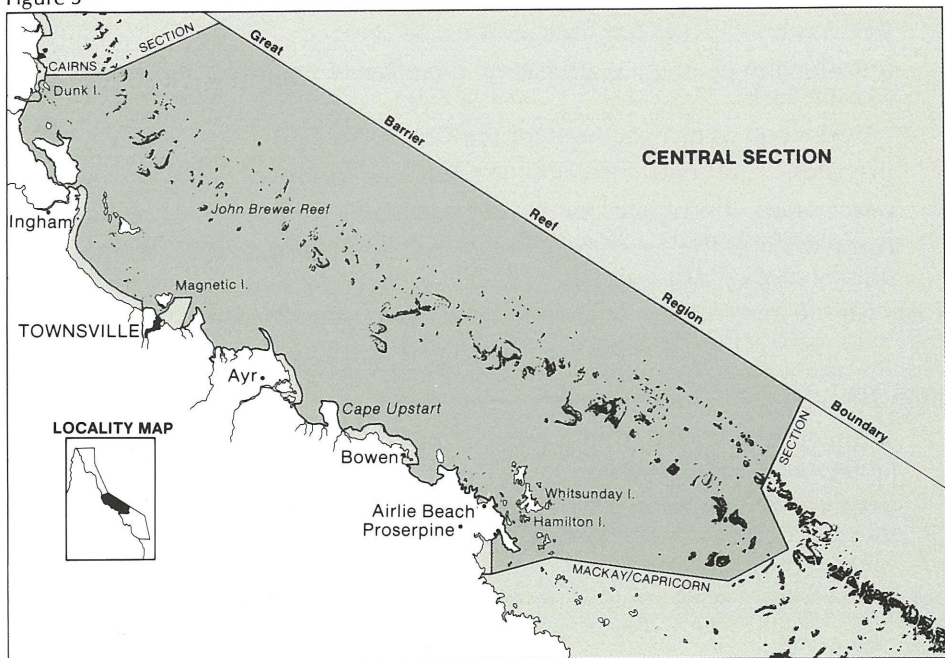 Figure 5
SECTION
CAIRNS
Dunk I.
Great
Barrier
Reef
Region
Boundary
CENTRAL SECTION
John Brewer Reef
Ingham
Magnetic I.
TOWNSVILLE
Ayr
Cape Upstart
LOCALITY MAP
Bowen
SECTION
Whitsunday I.
Airlie Beach
Hamilton I.
Proserpine
MACKAY/CAPRICORN